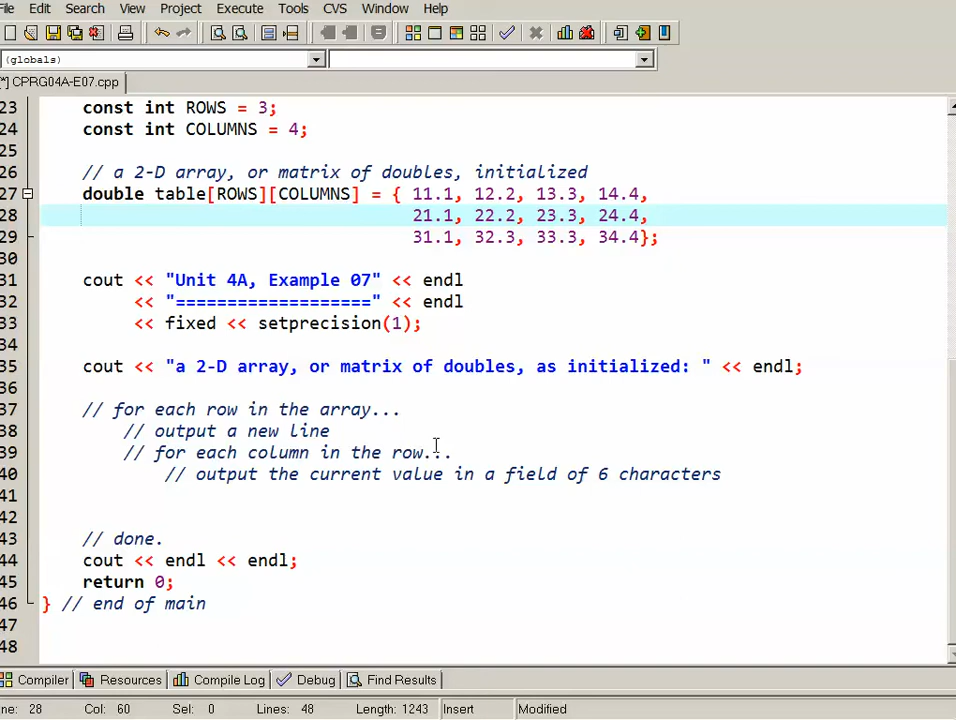 File Edit Search View Project Execute Tools CVS Window Help
(globals)
[*] CPRG04A-E07.cpp
23 const int ROWS = 3;
24 const int COLUMNS = 4;
25
26 // a 2-D array, or matrix of doubles, initialized
27 double table[ROWS][COLUMNS] = { 11.1, 12.2, 13.3, 14.4,
28 21.1, 22.2, 23.3, 24.4,
29 31.1, 32.3, 33.3, 34.4};
30
31 cout << "Unit 4A, Example 07" << endl
32 << "===================" << endl
33 << fixed << setprecision(1);
34
35 cout << "a 2-D array, or matrix of doubles, as initialized: " << endl;
36
37 // for each row in the array...
38 // output a new line
39 // for each column in the row...
40 // output the current value in a field of 6 characters
41
42
43 // done.
44 cout << endl << endl;
45 return 0;
46 } // end of main
47
48
Compiler Resources Compile Log Debug Find Results
Line: 28 Col: 60 Sel: 0 Lines: 48 Length: 1243 Insert Modified